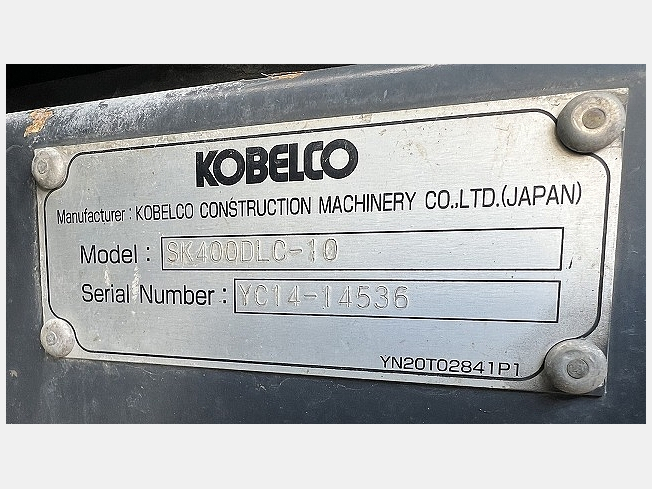 KOBELCO
Manufacturer : KOBELCO CONSTRUCTION MACHINERY CO.,LTD.(JAPAN)
Model : SK400DLC-10
Serial Number : YC14-14536
YN20T02841P1